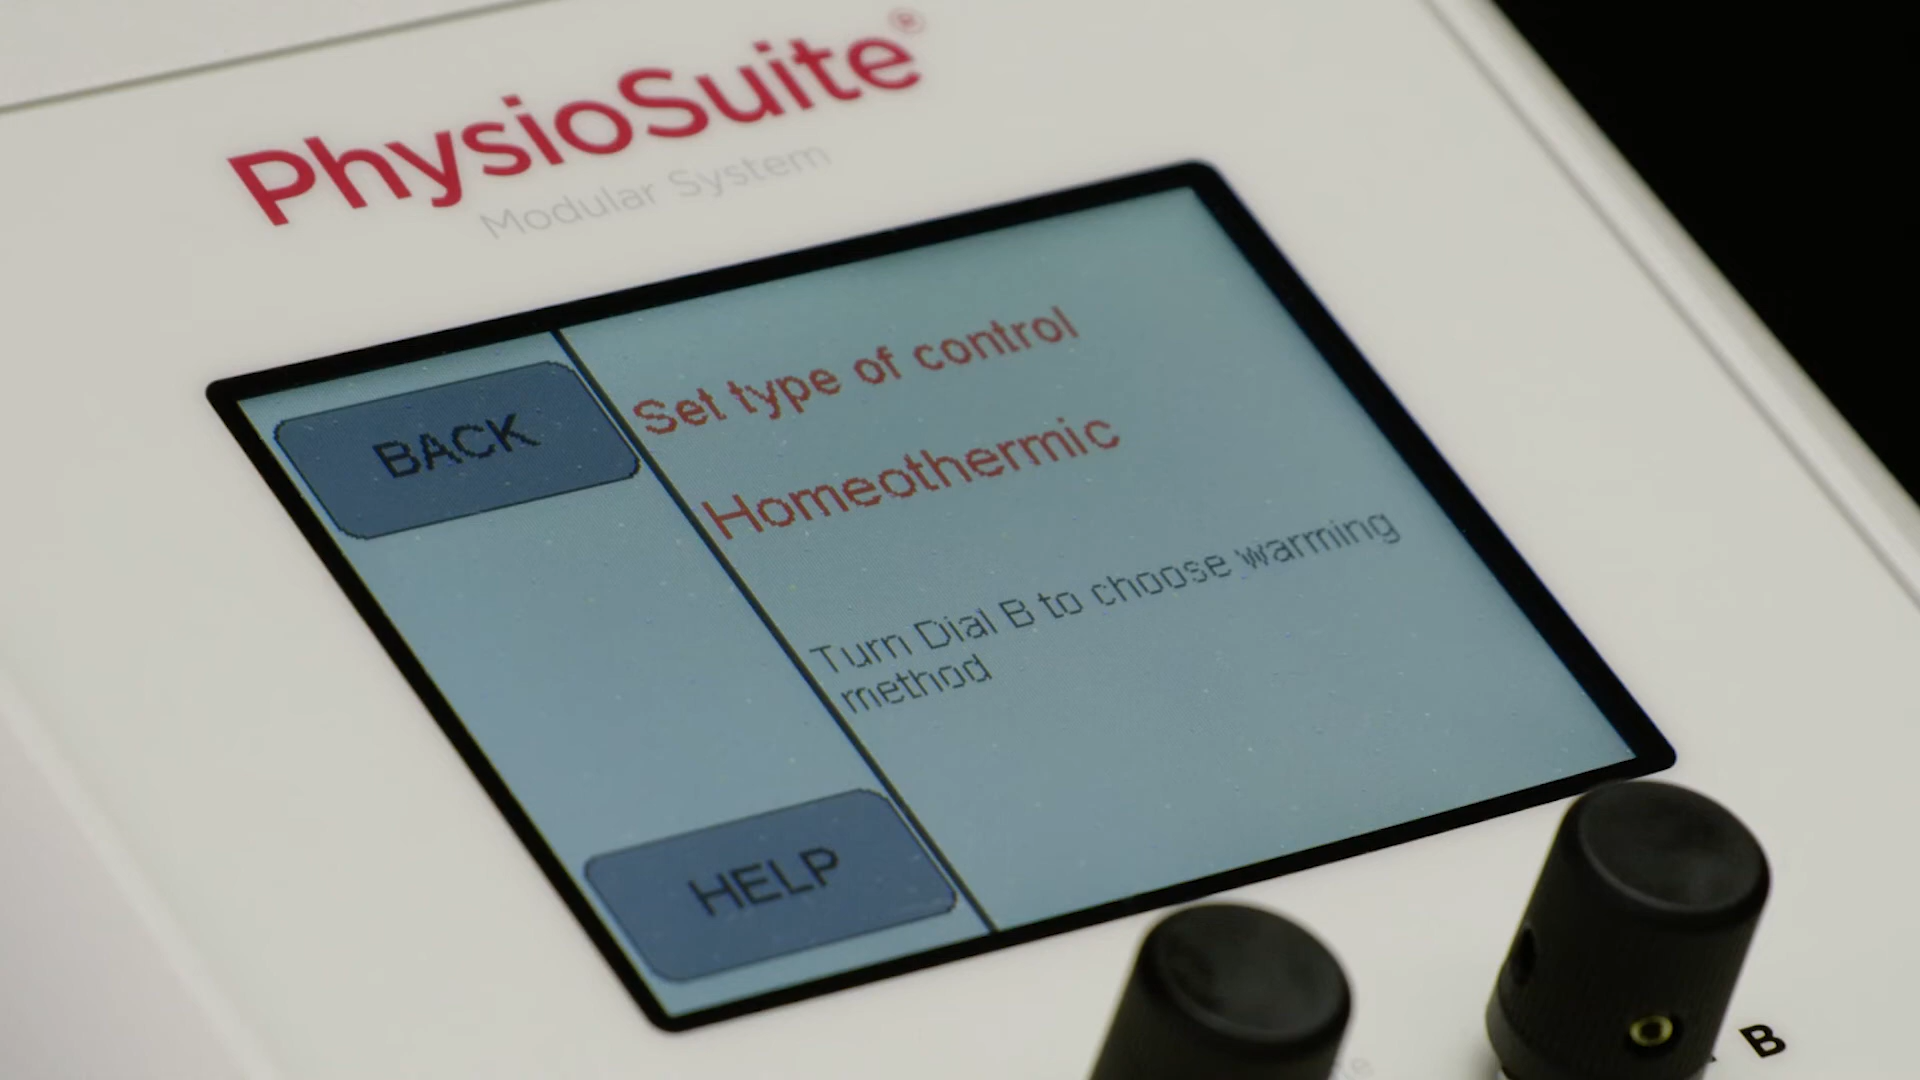 PhysioSuite®
Modular System
BACK
Set type of control
Homeothermic
Turn Dial B to choose warming
method
HELP
B